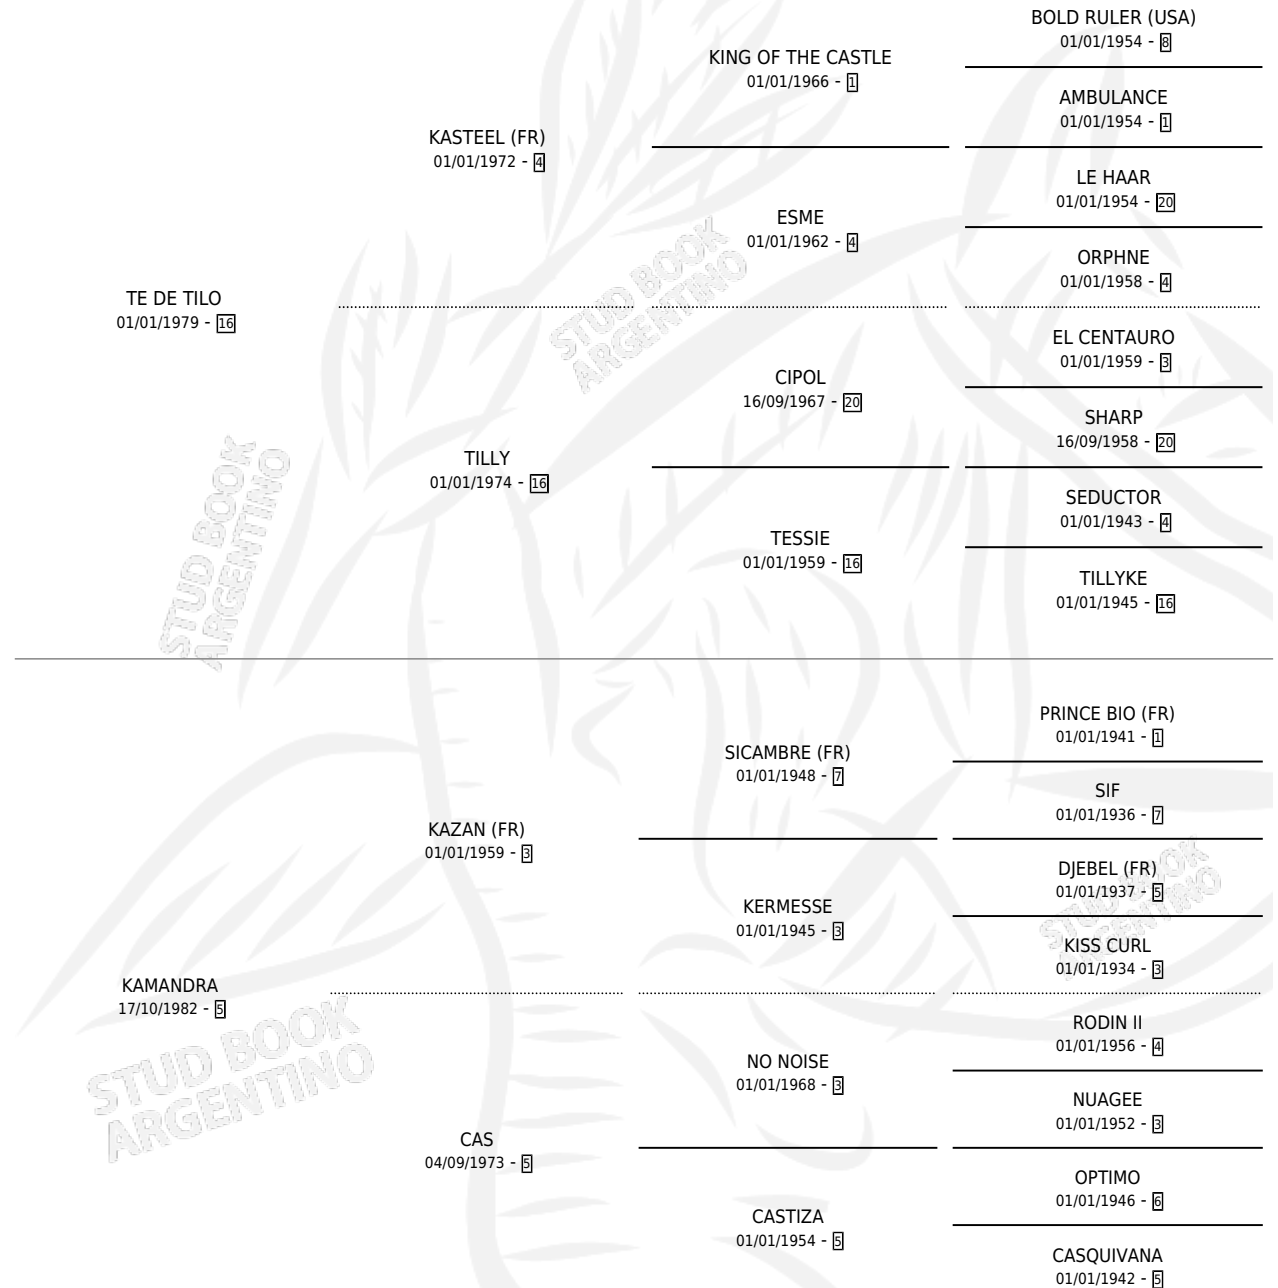 BOLD RULER (USA)
01/01/1954 - 8
KING OF THE CASTLE
01/01/1966 - 1
AMBULANCE
01/01/1954 - 1
KASTEEL (FR)
01/01/1972 - 4
LE HAAR
01/01/1954 - 20
ESME
01/01/1962 - 4
ORPHNE
01/01/1958 - 4
TE DE TILO
01/01/1979 - 16
EL CENTAURO
01/01/1959 - 3
CIPOL
16/09/1967 - 20
SHARP
16/09/1958 - 20
TILLY
01/01/1974 - 16
SEDUCTOR
01/01/1943 - 4
TESSIE
01/01/1959 - 16
TILLYKE
01/01/1945 - 16
STUD BOOK
ARGENTINO
STUD BOOK
ARGENTINO
PRINCE BIO (FR)
01/01/1941 - 1
SICAMBRE (FR)
01/01/1948 - 7
SIF
01/01/1936 - 7
KAZAN (FR)
01/01/1959 - 3
DJEBEL (FR)
01/01/1937 - 5
KERMESSE
01/01/1945 - 3
KISS CURL
01/01/1934 - 3
KAMANDRA
17/10/1982 - 5
RODIN II
01/01/1956 - 4
NO NOISE
01/01/1968 - 3
NUAGEE
01/01/1952 - 3
CAS
04/09/1973 - 5
OPTIMO
01/01/1946 - 6
CASTIZA
01/01/1954 - 5
CASQUIVANA
01/01/1942 - 5
STUD BOOK
ARGENTINO
STUD BOOK
ARGENTINO